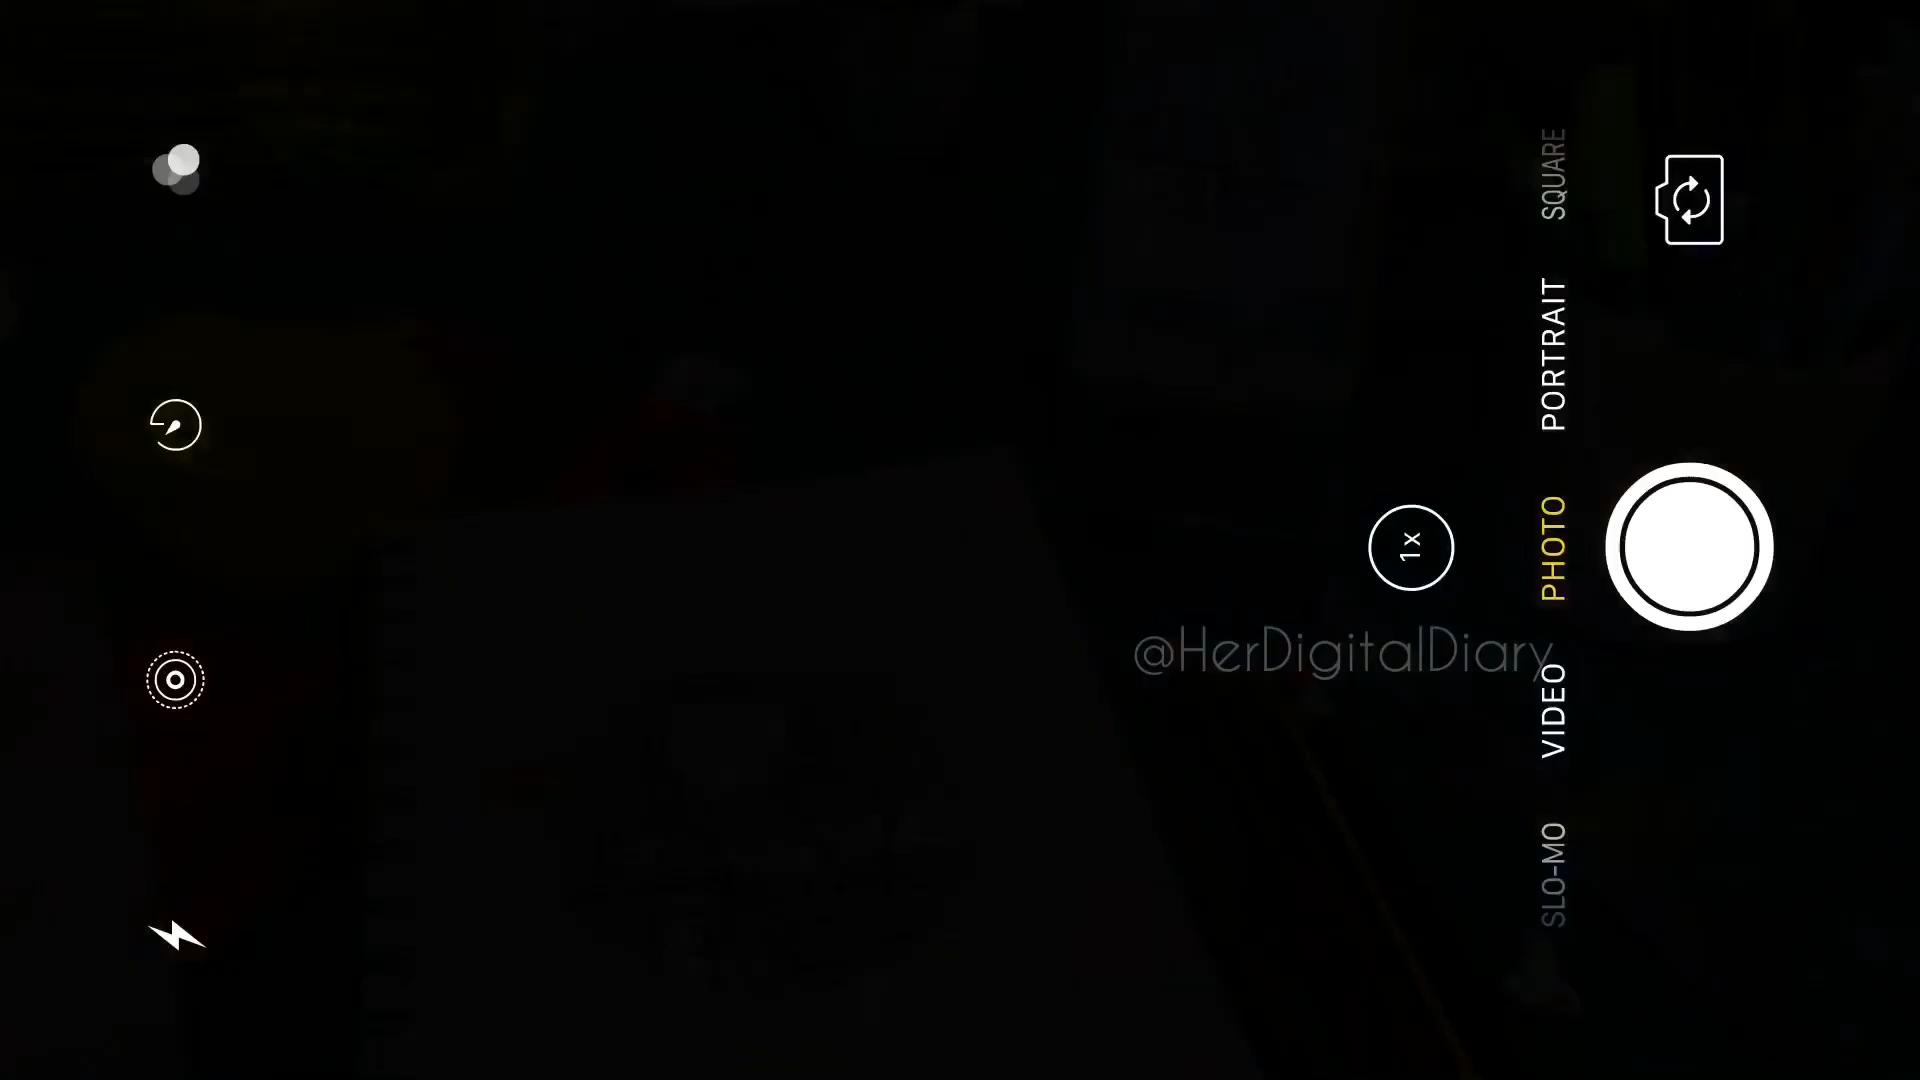 SQUARE
PORTRAIT
PHOTO
1x
@HerDigitalDiary
VIDEO
SLO-MO